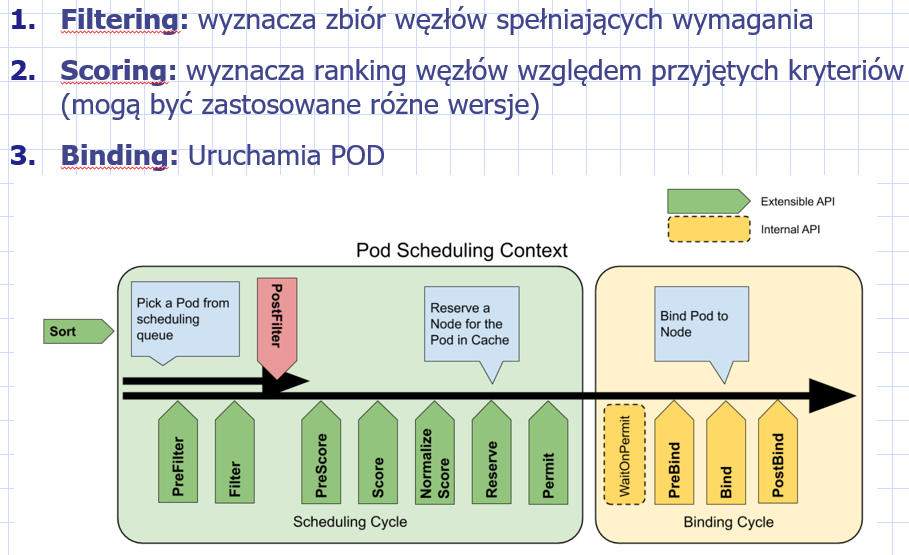 1. Filtering: wyznacza zbiór węzłów spełniających wymagania
2. Scoring: wyznacza ranking węzłów względem przyjętych kryteriów
(mogą być zastosowane różne wersje)
3. Binding: Uruchamia POD
Extensible API
Internal API
Pod Scheduling Context
Sort
Pick a Pod from
scheduling
queue
PostFilter
Reserve a
Node for the
Pod in Cache
Bind Pod to
Node
PreFilter
Filter
PreScore
Score
Normalize
Score
Reserve
Permit
WaitOnPermit
PreBind
Bind
PostBind
Scheduling Cycle
Binding Cycle